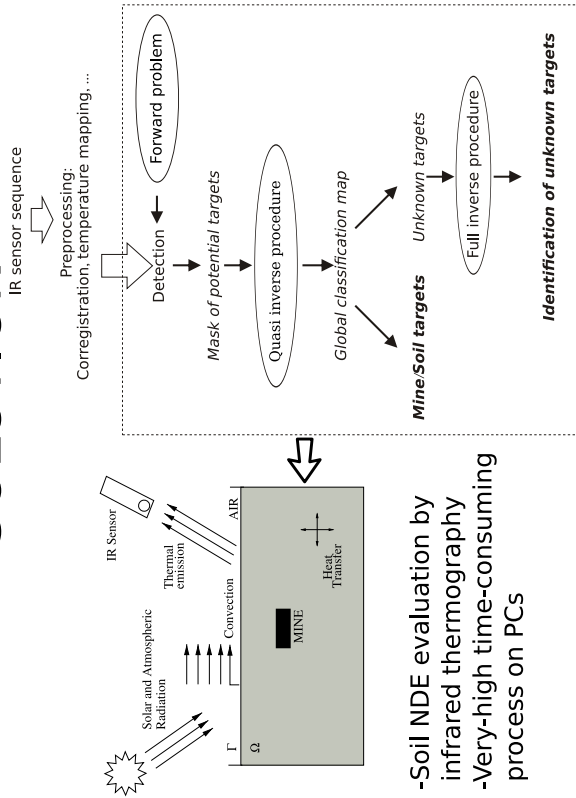 IR sensor sequence
Preprocessing:
Corregistration, temperature mapping, ...
Forward problem
Detection
Mask of potential targets
Quasi inverse procedure
Global classification map
Mine/Soil targets
Unknown targets
Full inverse procedure
Identification of unknown targets
Solar and Atmospheric
Radiation
IR Sensor
Thermal
emission
Convection
AIR
Γ
Ω
MINE
Heat
Transfer
-Soil NDE evaluation by
infrared thermography
-Very-high time-consuming
process on PCs